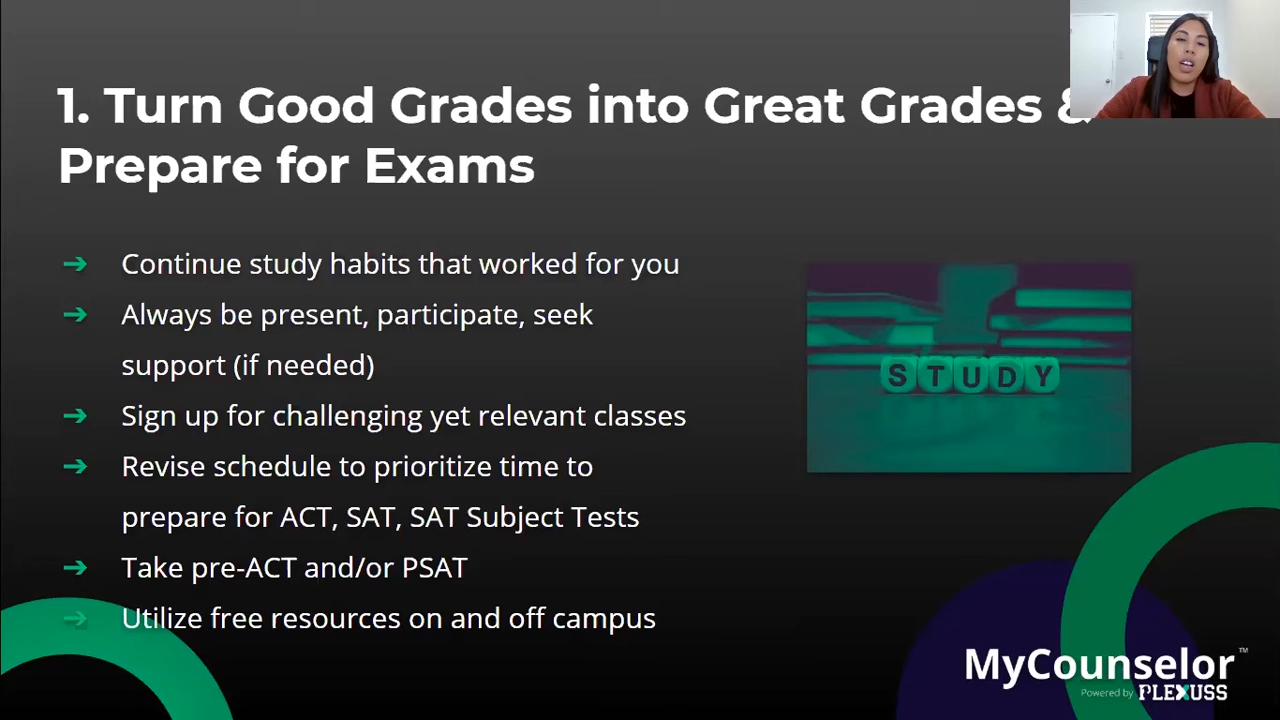 1. Turn Good Grades into Great Grades &
Prepare for Exams
➔ Continue study habits that worked for you
➔ Always be present, participate, seek
support (if needed)
➔ Sign up for challenging yet relevant classes
➔ Revise schedule to prioritize time to
prepare for ACT, SAT, SAT Subject Tests
➔ Take pre-ACT and/or PSAT
➔ Utilize free resources on and off campus
STUDY
MyCounselor™
Powered by PLEXUSS